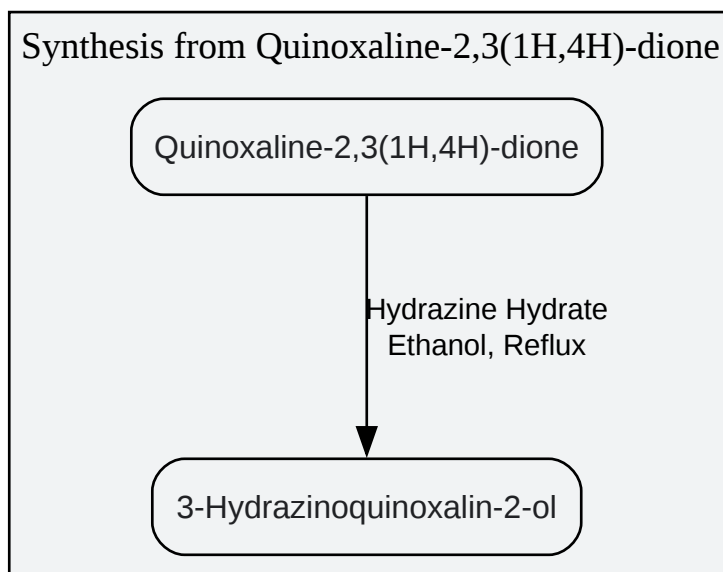 Synthesis from Quinoxaline-2,3(1H,4H)-dione
Quinoxaline-2,3(1H,4H)-dione
Hydrazine Hydrate
Ethanol, Reflux
3-Hydrazinoquinoxalin-2-ol